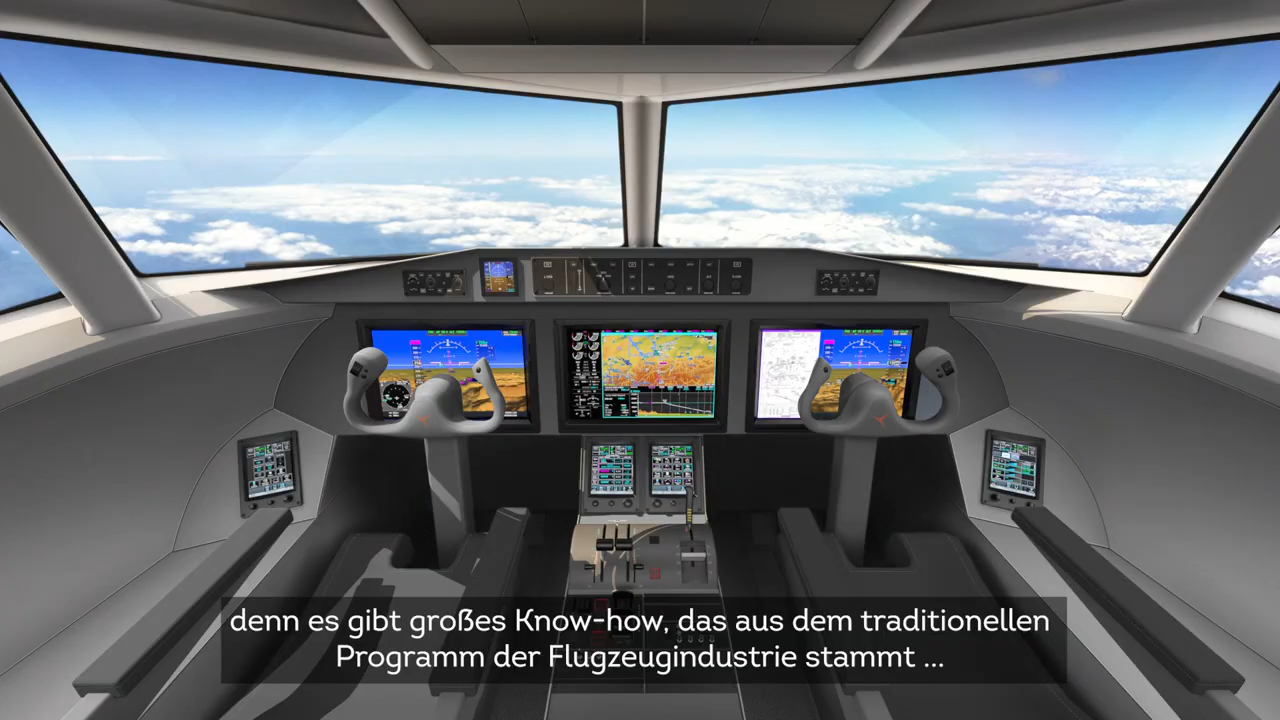 denn es gibt großes Know-how, das aus dem traditionellen
Programm der Flugzeugindustrie stammt ...